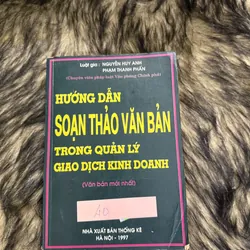 Luật gia: NGUYỄN HUY ANH
PHẠM THANH PHẤN
(Chuyên viên pháp luật Văn phòng Chính phủ)
HƯỚNG DẪN
SOẠN THẢO VĂN BẢN
TRONG QUẢN LÝ
GIAO DỊCH KINH DOANH
(Văn bản mới nhất)
NHÀ XUẤT BẢN THỐNG KÊ
HÀ NỘI - 1997